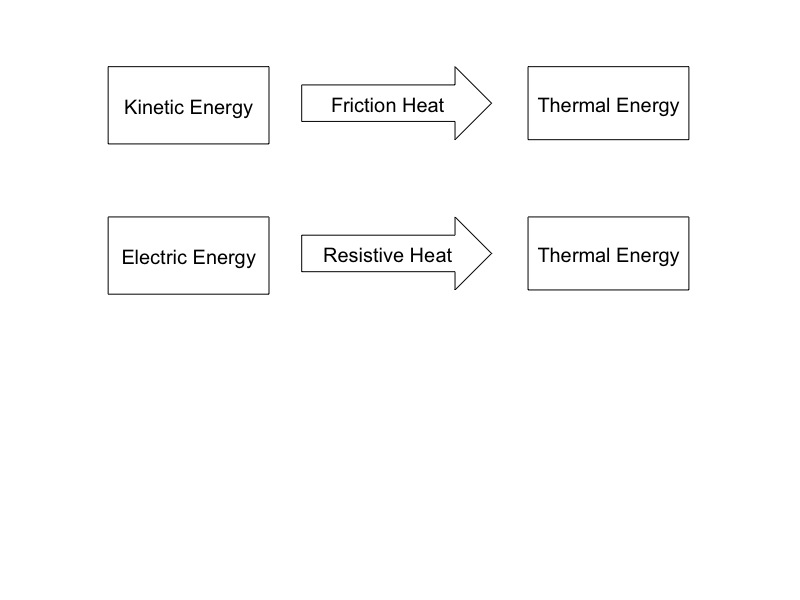 Kinetic Energy
Friction Heat
Thermal Energy
Electric Energy
Resistive Heat
Thermal Energy